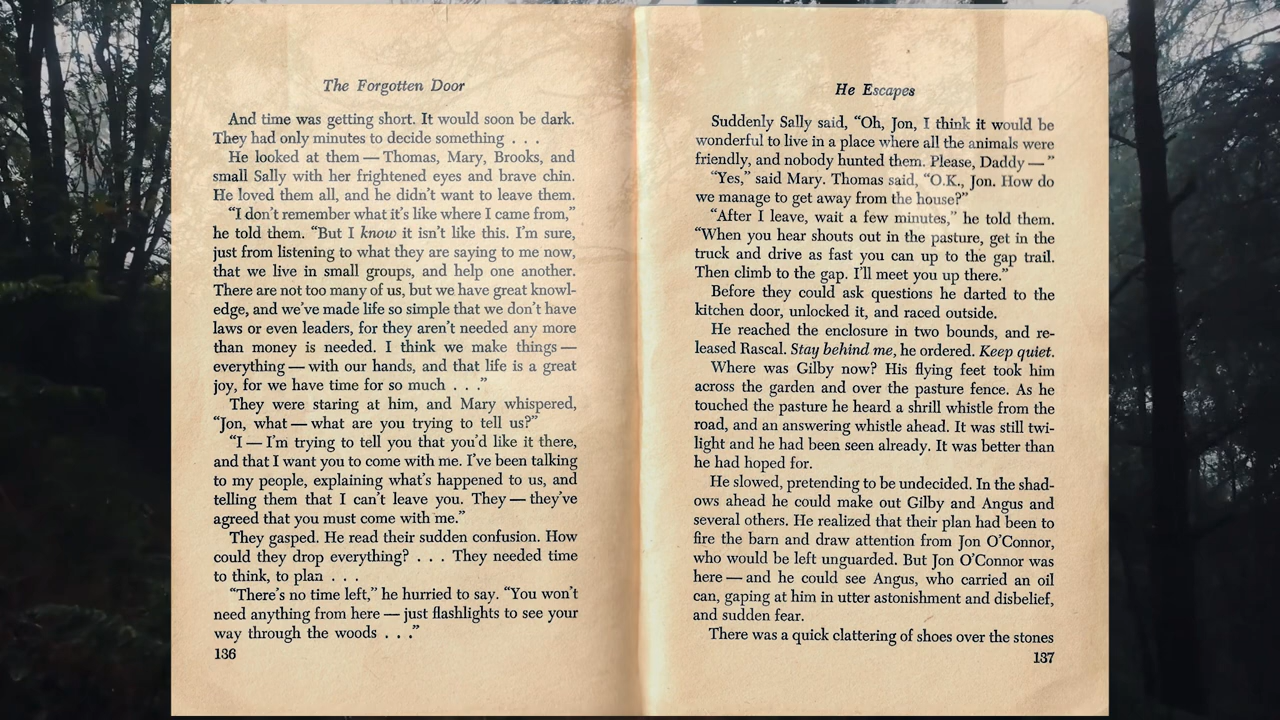 The Forgotten Door
And time was getting short. It would soon be dark.
They had only minutes to decide something . . .
He looked at them — Thomas, Mary, Brooks, and
small Sally with her frightened eyes and brave chin.
He loved them all, and he didn't want to leave them.
"I don't remember what it's like where I came from,"
he told them. "But I know it isn't like this. I'm sure,
just from listening to what they are saying to me now,
that we live in small groups, and help one another.
There are not too many of us, but we have great knowl-
edge, and we've made life so simple that we don't have
laws or even leaders, for they aren't needed any more
than money is needed. I think we make things —
everything — with our hands, and that life is a great
joy, for we have time for so much . . ."
They were staring at him, and Mary whispered,
"Jon, what — what are you trying to tell us?"
"I — I'm trying to tell you that you'd like it there,
and that I want you to come with me. I've been talking
to my people, explaining what's happened to us, and
telling them that I can't leave you. They — they've
agreed that you must come with me."
They gasped. He read their sudden confusion. How
could they drop everything? . . . They needed time
to think, to plan . . .
"There's no time left," he hurried to say. "You won't
need anything from here — just flashlights to see your
way through the woods . . ."
136
He Escapes
Suddenly Sally said, "Oh, Jon, I think it would be
wonderful to live in a place where all the animals were
friendly, and nobody hunted them. Please, Daddy — "
"Yes," said Mary. Thomas said, "O.K., Jon. How do
we manage to get away from the house?"
"After I leave, wait a few minutes," he told them.
"When you hear shouts out in the pasture, get in the
truck and drive as fast you can up to the gap trail.
Then climb to the gap. I'll meet you up there."
Before they could ask questions he darted to the
kitchen door, unlocked it, and raced outside.
He reached the enclosure in two bounds, and re-
leased Rascal. Stay behind me, he ordered. Keep quiet.
Where was Gilby now? His flying feet took him
across the garden and over the pasture fence. As he
touched the pasture he heard a shrill whistle from the
road, and an answering whistle ahead. It was still twi-
light and he had been seen already. It was better than
he had hoped for.
He slowed, pretending to be undecided. In the shad-
ows ahead he could make out Gilby and Angus and
several others. He realized that their plan had been to
fire the barn and draw attention from Jon O'Connor,
who would be left unguarded. But Jon O'Connor was
here — and he could see Angus, who carried an oil
can, gaping at him in utter astonishment and disbelief,
and sudden fear.
There was a quick clattering of shoes over the stones
137